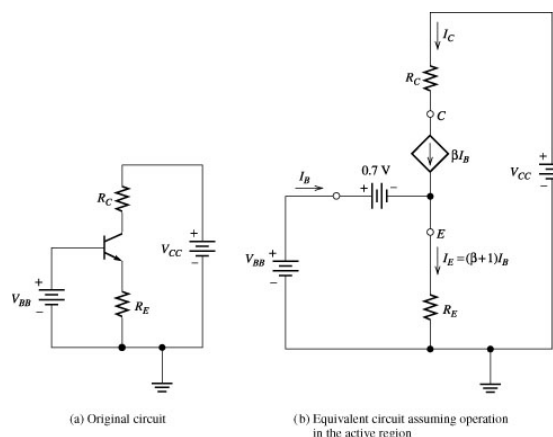 R_C
V_CC
+
−
V_BB
+
−
R_E
(a) Original circuit
I_C
R_C
C
βI_B
I_B
0.7 V
+
−
V_CC
+
−
E
V_BB
+
−
I_E = (β+1)I_B
R_E
(b) Equivalent circuit assuming operation
in the active region